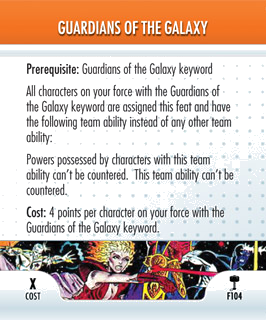 GUARDIANS OF THE GALAXY
Prerequisite: Guardians of the Galaxy keyword
All characters on your force with the Guardians of
the Galaxy keyword are assigned this feat and have
the following team ability instead of any other team
ability:
Powers possessed by characters with this team
ability can't be countered. This team ability can't be
countered.
Cost: 4 points per character on your force with the
Guardians of the Galaxy keyword.
X
COST
F104